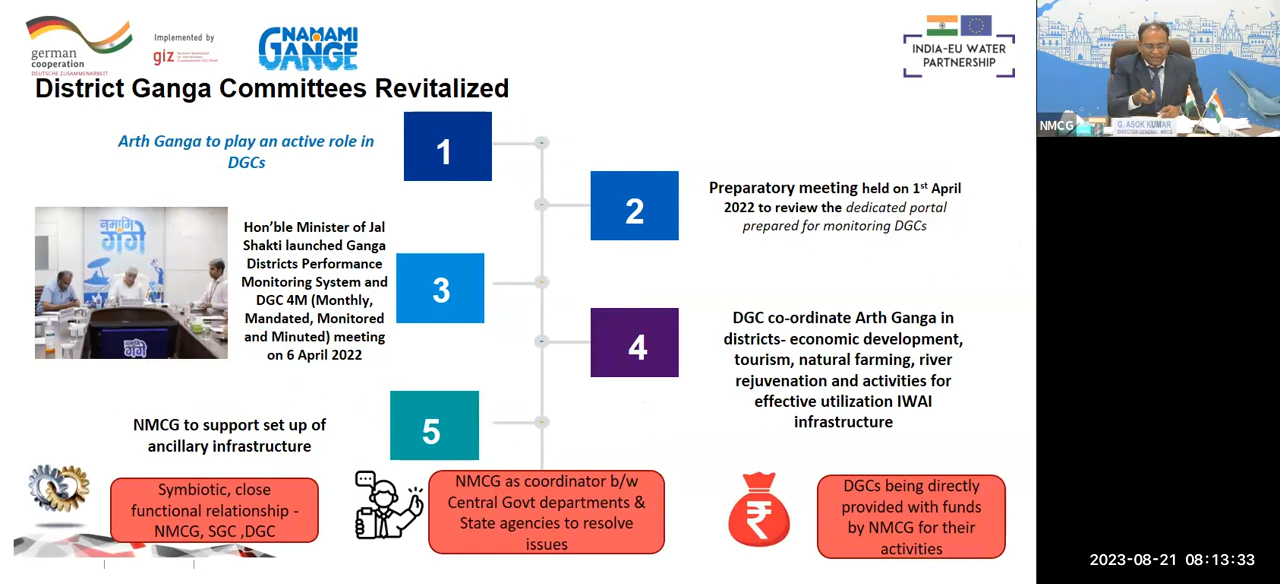 german
cooperation
DEUTSCHE ZUSAMMENARBEIT
Implemented by
giz
NAMAMI
GANGE
INDIA-EU WATER
PARTNERSHIP
District Ganga Committees Revitalized
Arth Ganga to play an active role in
DGCs
1
2
Preparatory meeting held on 1st April
2022 to review the dedicated portal
prepared for monitoring DGCs
नमामि
गंगे
नमामि
गंगे
Hon'ble Minister of Jal
Shakti launched Ganga
Districts Performance
Monitoring System and
DGC 4M (Monthly,
Mandated, Monitored
and Minuted) meeting
on 6 April 2022
3
4
DGC co-ordinate Arth Ganga in
districts- economic development,
tourism, natural farming, river
rejuvenation and activities for
effective utilization IWAI
infrastructure
NMCG to support set up of
ancillary infrastructure
5
Symbiotic, close
functional relationship -
NMCG, SGC ,DGC
NMCG as coordinator b/w
Central Govt departments &
State agencies to resolve
issues
₹
DGCs being directly
provided with funds
by NMCG for their
activities
NMCG
G. ASOK KUMAR
DIRECTOR GENERAL, NMCG
2023-08-21 08:13:33